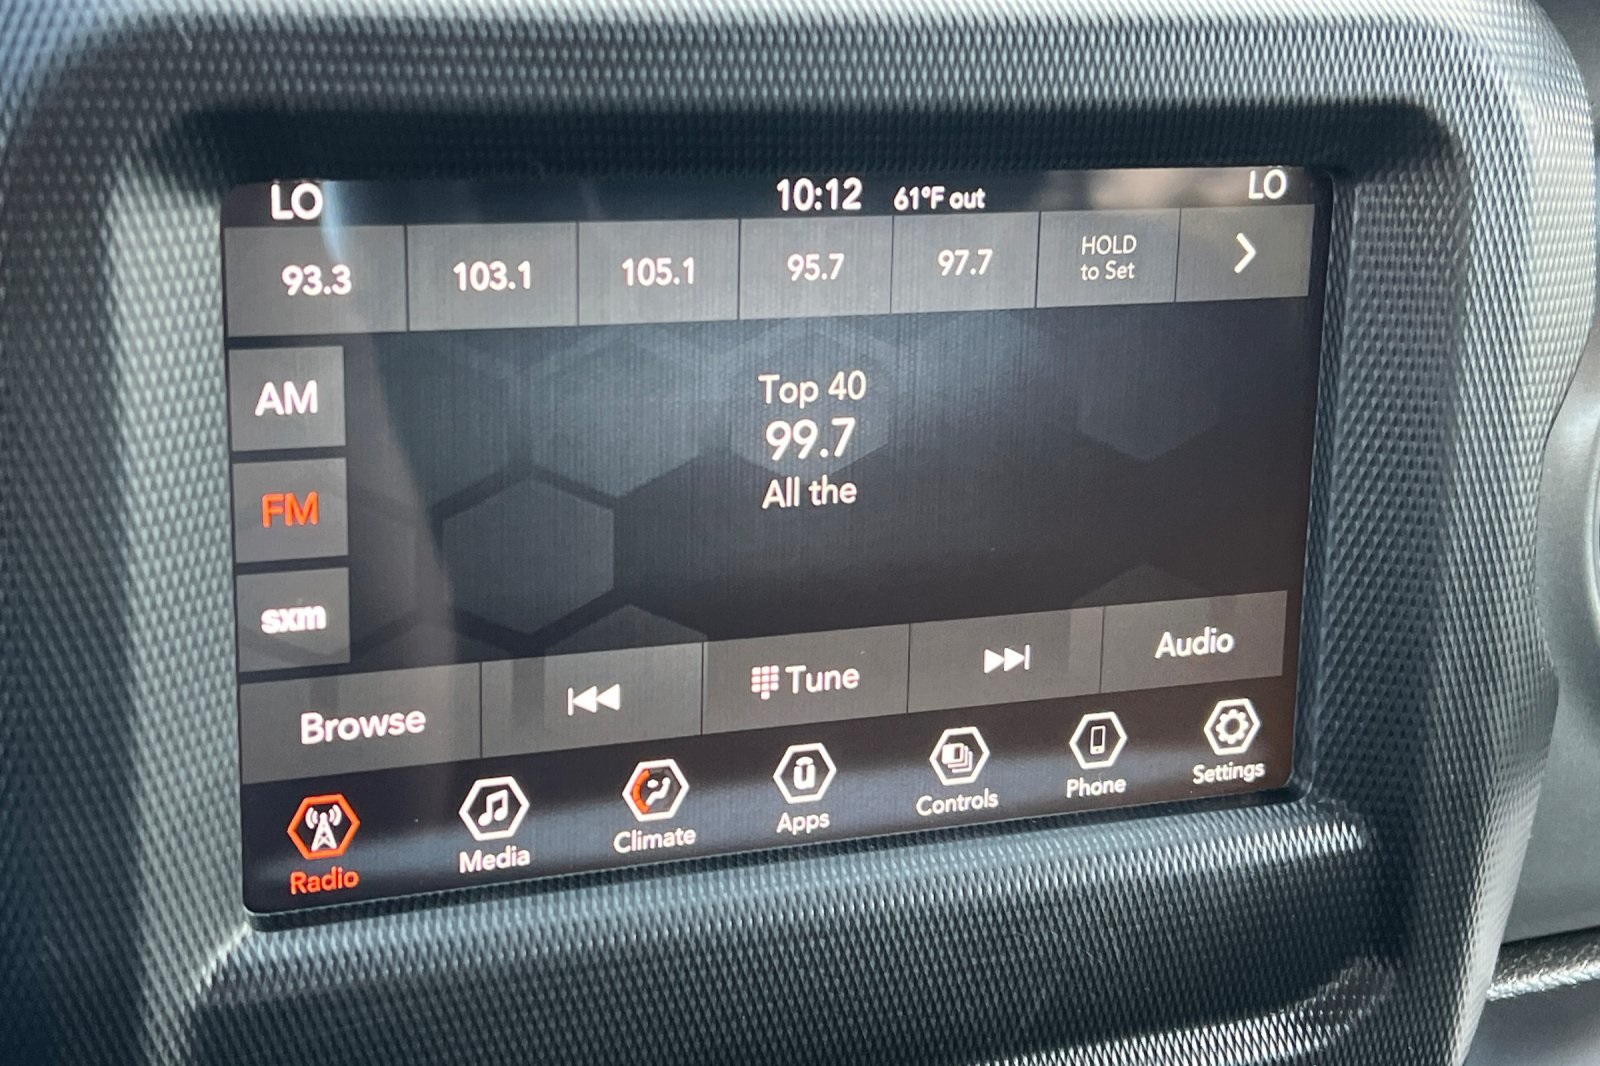 LO 10:12 61°F out LO
93.3 103.1 105.1 95.7 97.7 HOLD
to Set
AM
FM
sxm
Top 40
99.7
All the
Browse Tune Audio
Radio Media Climate Apps Controls Phone Settings